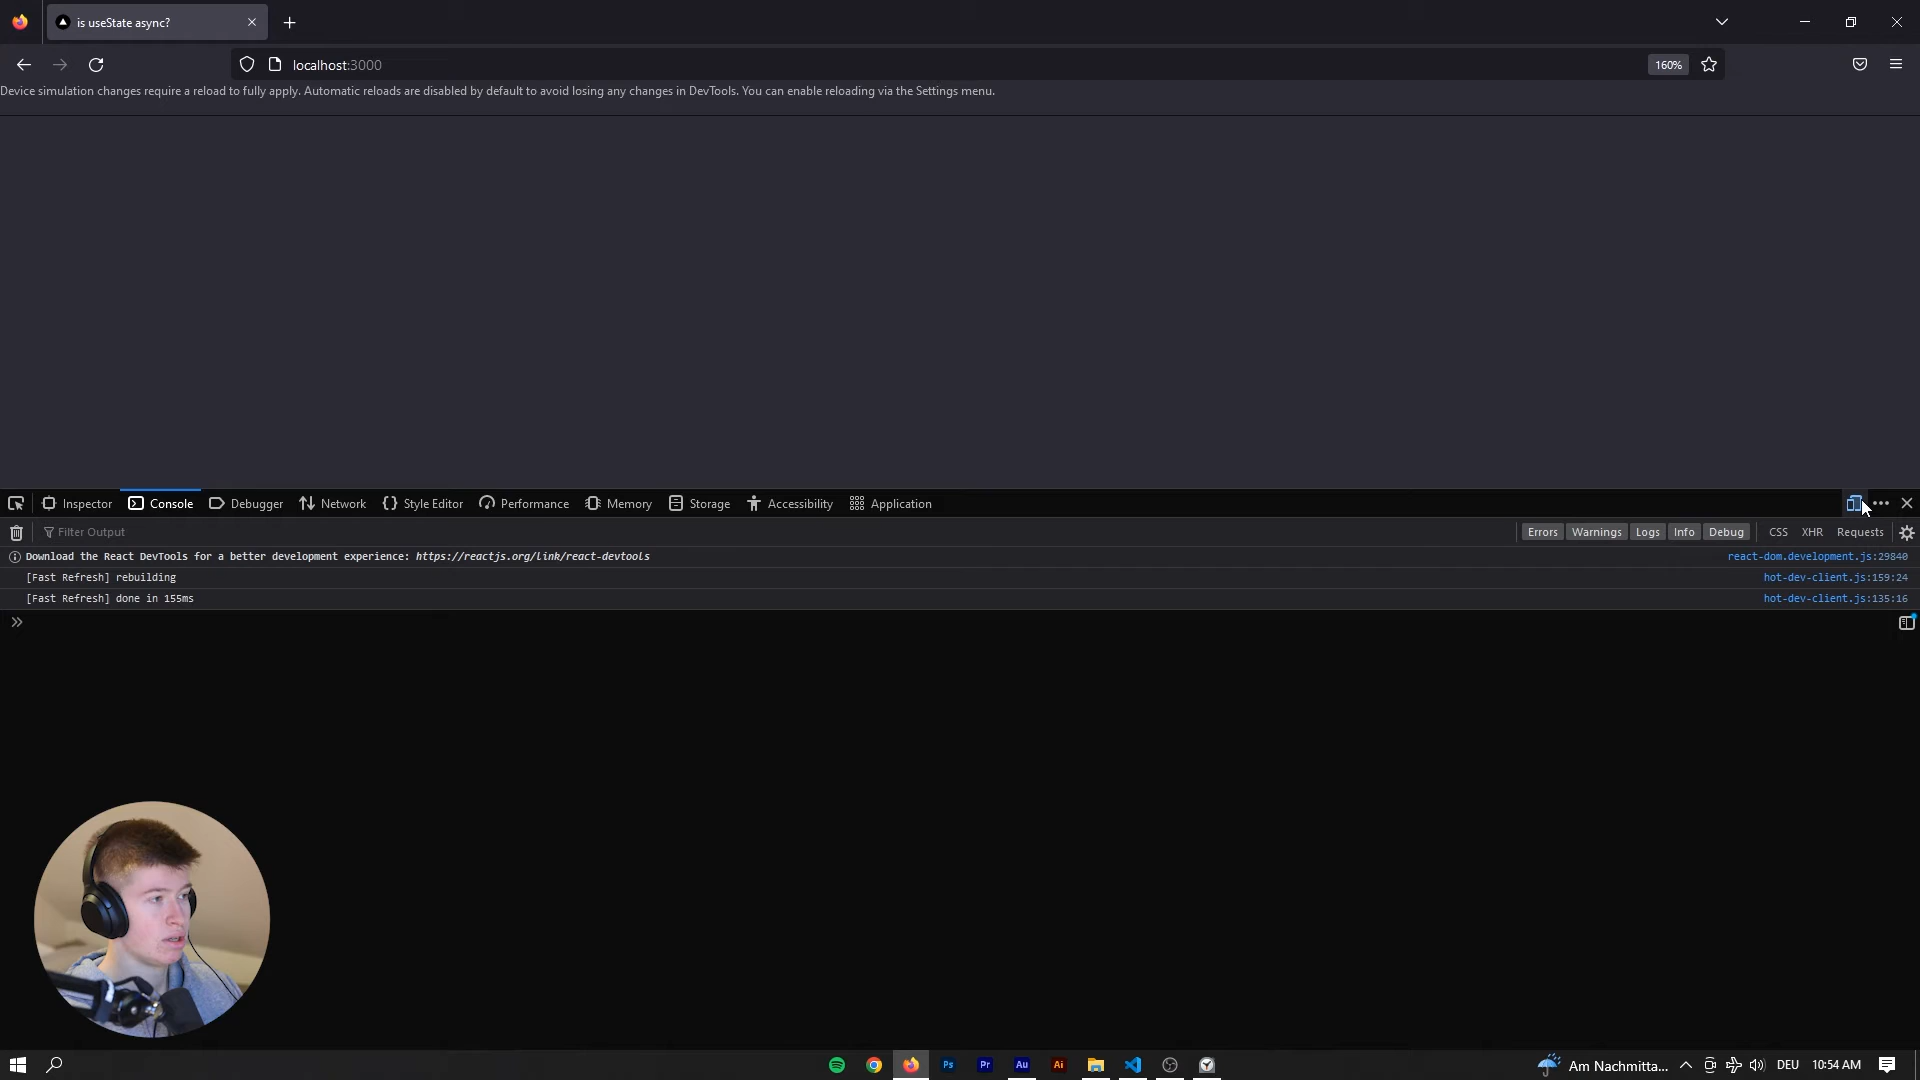 is useState async?
localhost:3000
160%
Device simulation changes require a reload to fully apply. Automatic reloads are disabled by default to avoid losing any changes in DevTools. You can enable reloading via the Settings menu.
Inspector Console Debugger Network Style Editor Performance Memory Storage Accessibility Application
Filter Output Errors Warnings Logs Info Debug CSS XHR Requests
Download the React DevTools for a better development experience: https://reactjs.org/link/react-devtools react-dom.development.js:29840
[Fast Refresh] rebuilding hot-dev-client.js:159:24
[Fast Refresh] done in 155ms hot-dev-client.js:135:16
Ps Pr Au Ai Am Nachmitta... DEU 10:54 AM